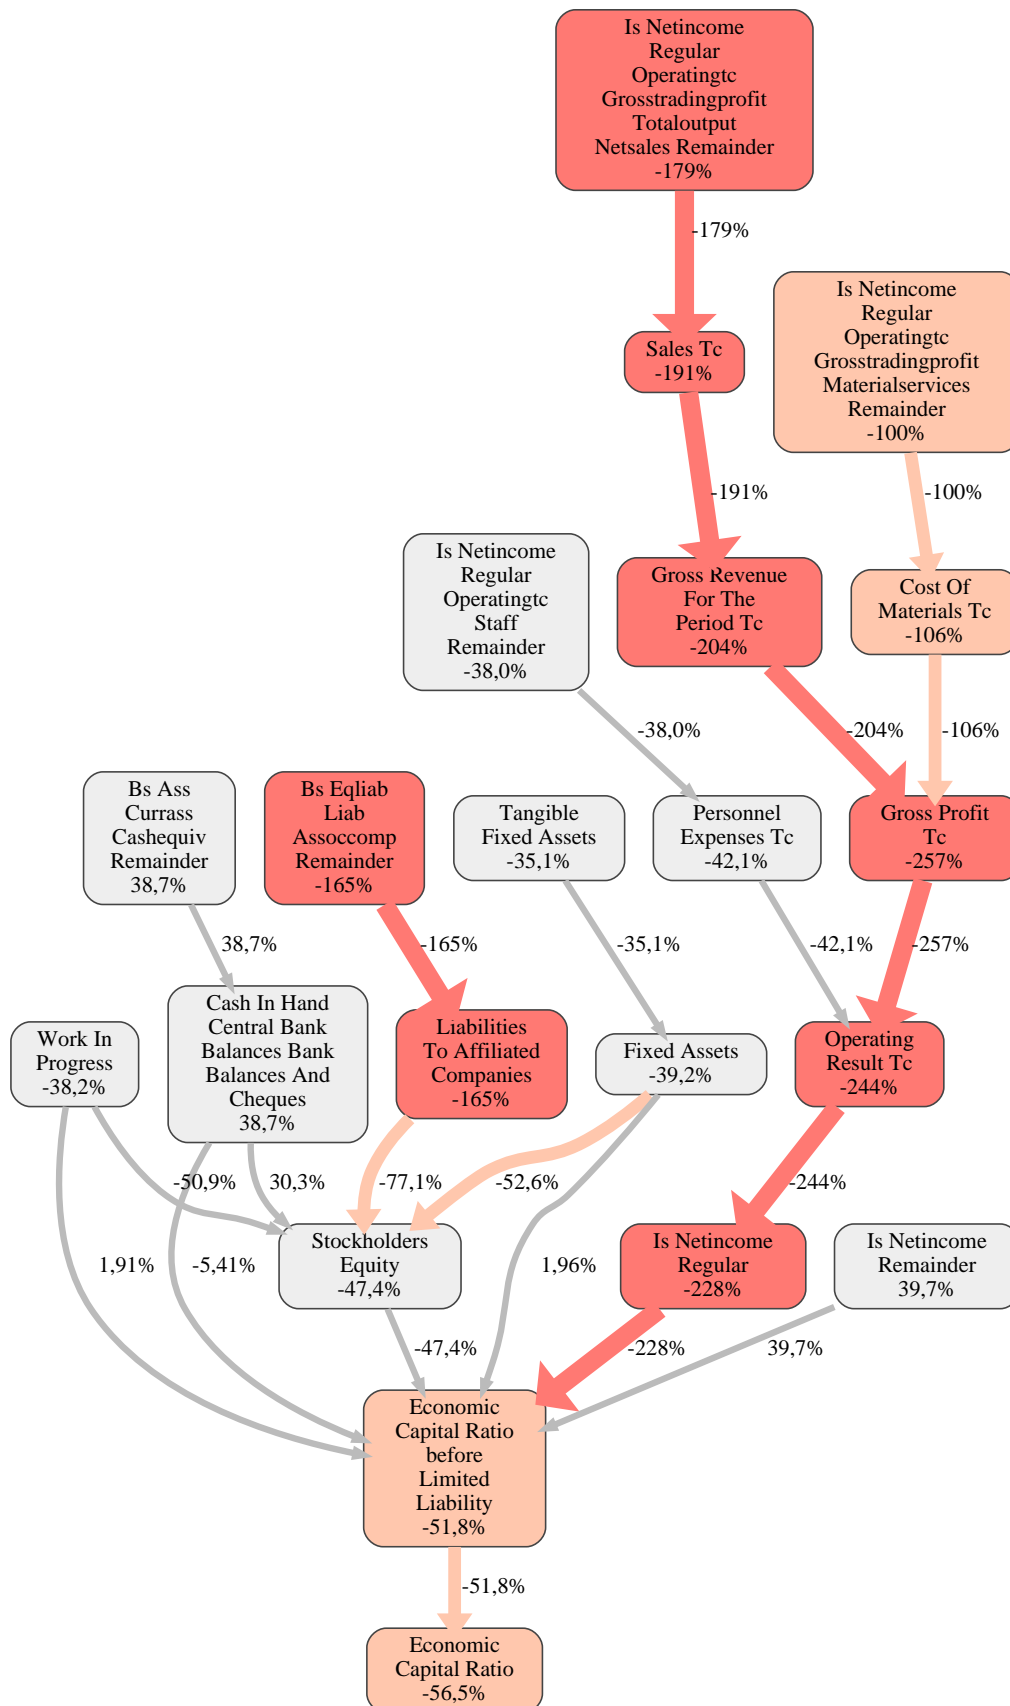 Is Netincome
Regular
Operatingtc
Grosstradingprofit
Totaloutput
Netsales Remainder
-179%
-179%
Is Netincome
Regular
Operatingtc
Grosstradingprofit
Materialservices
Remainder
-100%
Sales Tc
-191%
-191%
-100%
Is Netincome
Regular
Operatingtc
Staff
Remainder
-38,0%
Gross Revenue
For The
Period Tc
-204%
Cost Of
Materials Tc
-106%
-38,0%
-204%
-106%
Bs Ass
Currass
Cashequiv
Remainder
38,7%
Bs Eqliab
Liab
Assoccomp
Remainder
-165%
Tangible
Fixed Assets
-35,1%
Personnel
Expenses Tc
-42,1%
Gross Profit
Tc
-257%
38,7%
-165%
-35,1%
-42,1%
-257%
Work In
Progress
-38,2%
Cash In Hand
Central Bank
Balances Bank
Balances And
Cheques
38,7%
Liabilities
To Affiliated
Companies
-165%
Fixed Assets
-39,2%
Operating
Result Tc
-244%
-50,9%
30,3%
-77,1%
-52,6%
-244%
1,91%
-5,41%
Stockholders
Equity
-47,4%
1,96%
Is Netincome
Regular
-228%
Is Netincome
Remainder
39,7%
-47,4%
-228%
39,7%
Economic
Capital Ratio
before
Limited
Liability
-51,8%
-51,8%
Economic
Capital Ratio
-56,5%